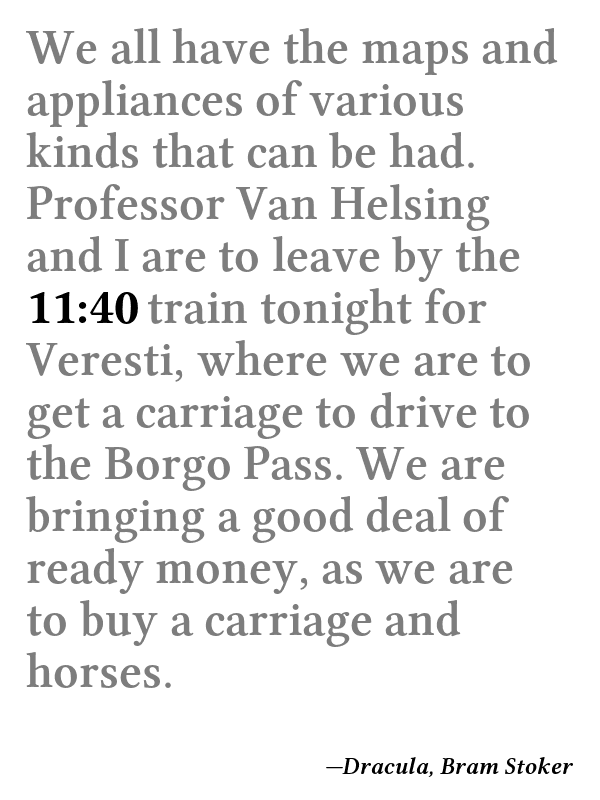 We all have the maps and
appliances of various
kinds that can be had.
Professor Van Helsing
and I are to leave by the
11:40 train tonight for
Veresti, where we are to
get a carriage to drive to
the Borgo Pass. We are
bringing a good deal of
ready money, as we are
to buy a carriage and
horses.
—Dracula, Bram Stoker